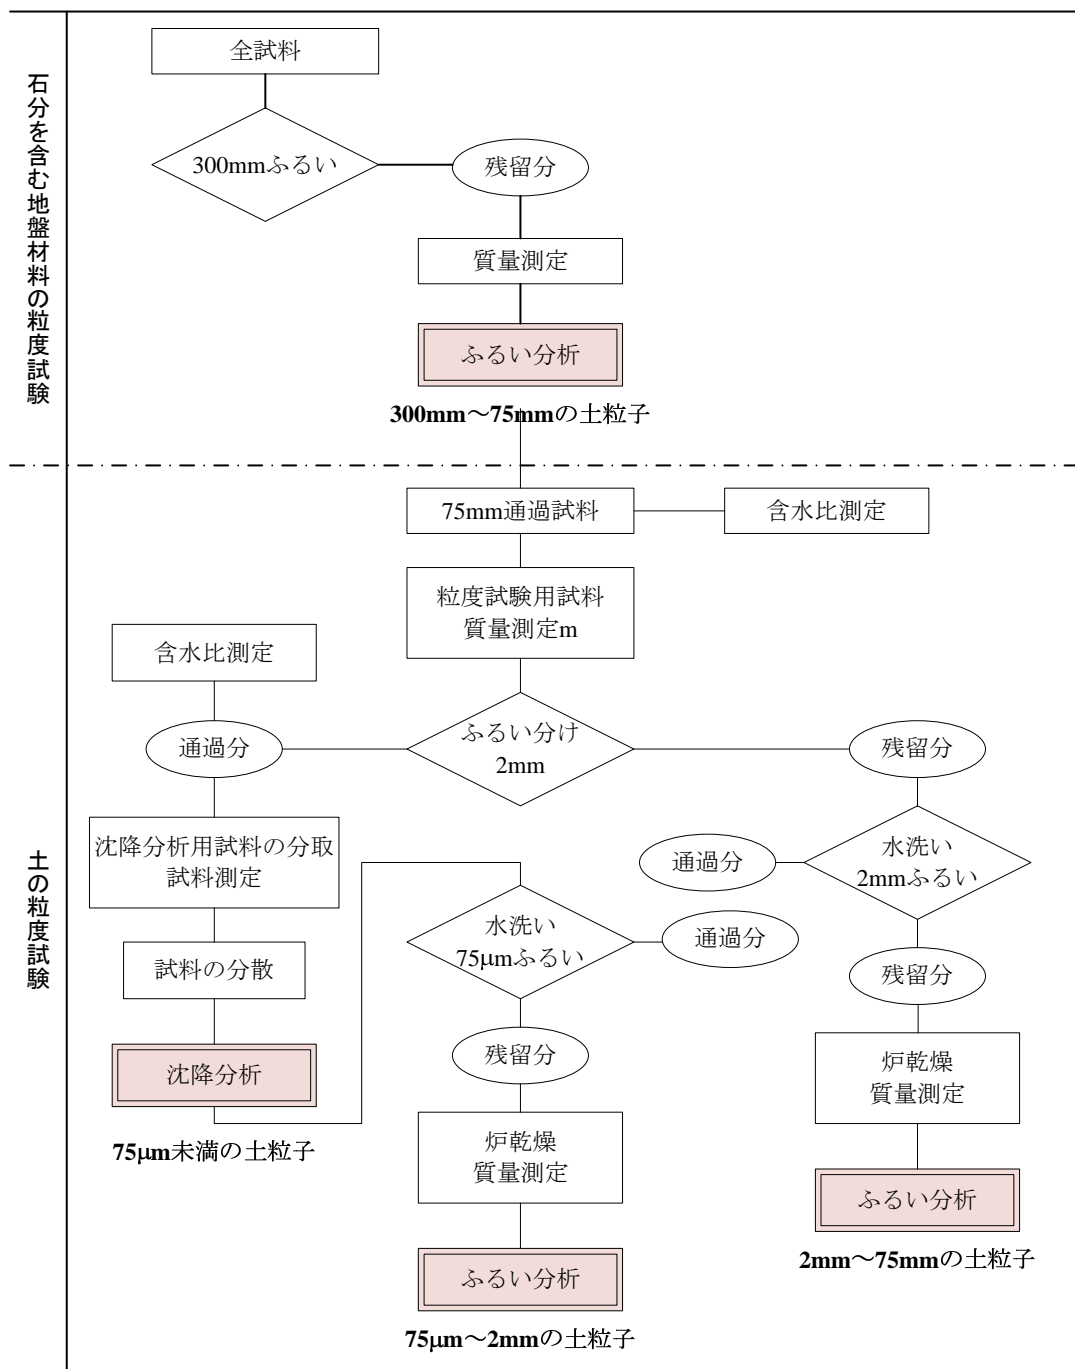 石分を含む地盤材料の粒度試験
全試料
300mmふるい
残留分
質量測定
ふるい分析
300mm～75mmの土粒子
土の粒度試験
75mm通過試料
含水比測定
粒度試験用試料
質量測定m
含水比測定
ふるい分け
2mm
通過分
残留分
沈降分析用試料の分取
試料測定
水洗い
2mmふるい
通過分
水洗い
75μmふるい
通過分
試料の分散
残留分
沈降分析
75μm未満の土粒子
残留分
炉乾燥
質量測定
炉乾燥
質量測定
ふるい分析
2mm～75mmの土粒子
ふるい分析
75μm～2mmの土粒子